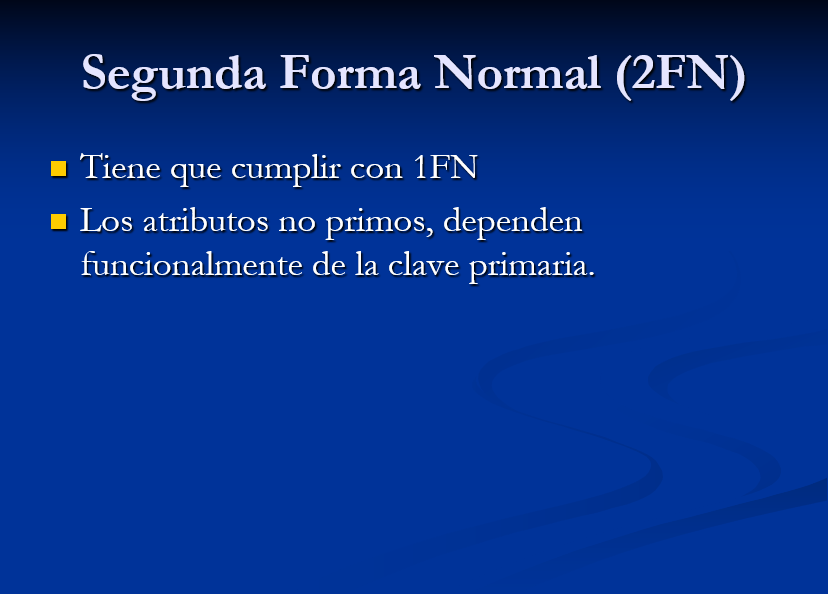 Segunda Forma Normal (2FN)
Tiene que cumplir con 1FN
Los atributos no primos, dependen
funcionalmente de la clave primaria.